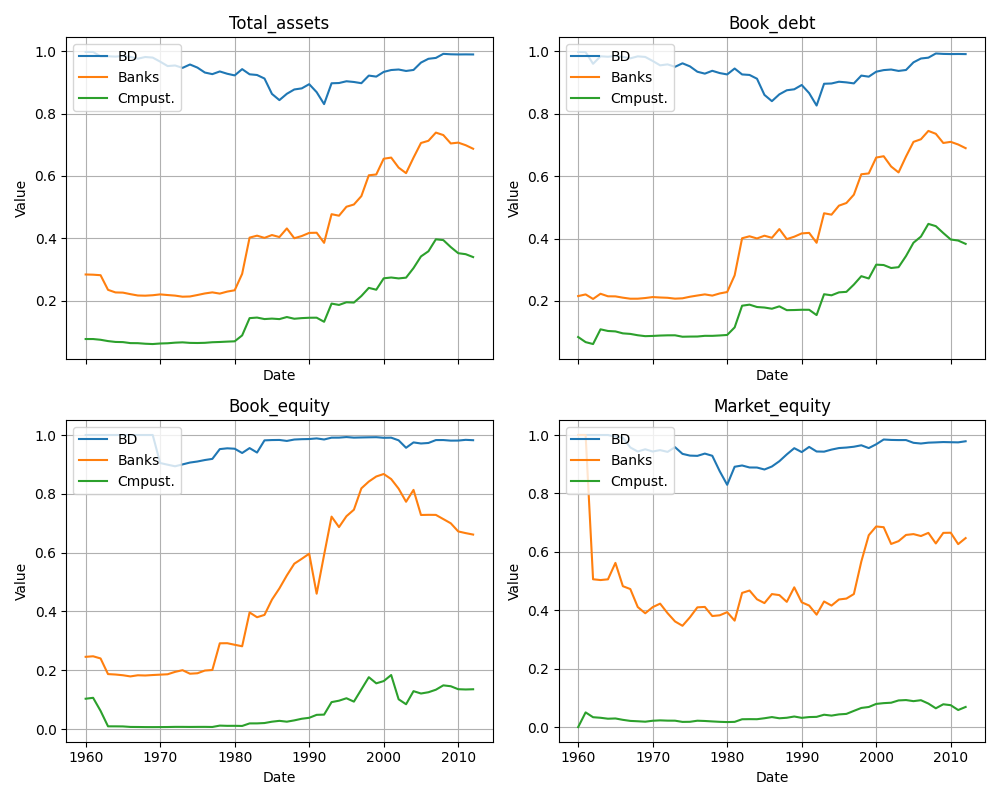 Total_assets
BD
Banks
Cmpust.
1.0
0.8
0.6
0.4
0.2
Value
Date
Book_debt
BD
Banks
Cmpust.
1.0
0.8
0.6
0.4
0.2
Value
Date
Book_equity
BD
Banks
Cmpust.
1.0
0.8
0.6
0.4
0.2
0.0
Value
1960 1970 1980 1990 2000 2010
Date
Market_equity
BD
Banks
Cmpust.
1.0
0.8
0.6
0.4
0.2
0.0
Value
1960 1970 1980 1990 2000 2010
Date